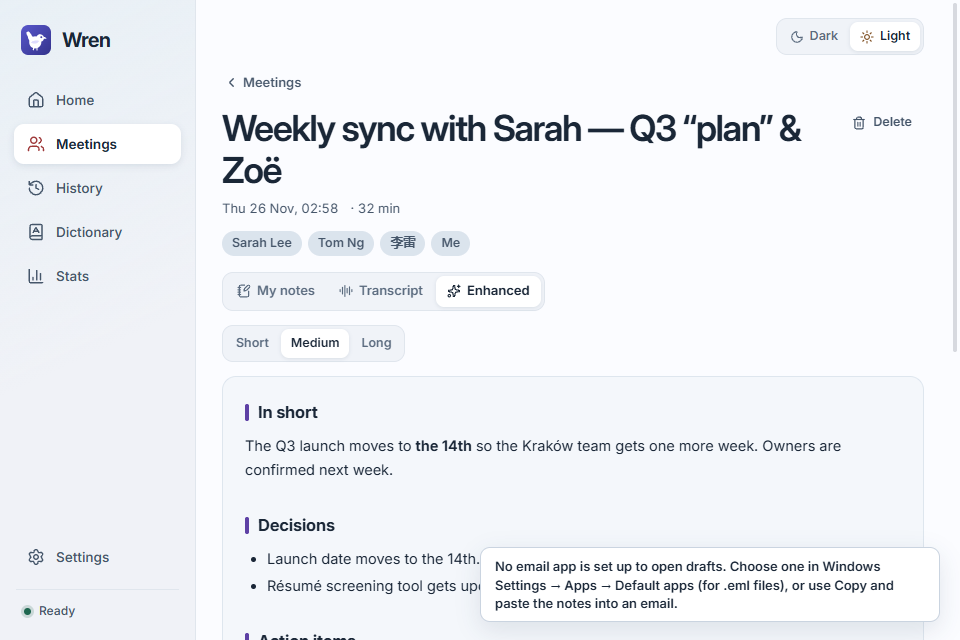 Wren
Home
Meetings
History
Dictionary
Stats
Settings
Ready
Dark Light
Meetings
Weekly sync with Sarah — Q3 “plan” &
Zoë
Delete
Thu 26 Nov, 02:58 · 32 min
Sarah Lee Tom Ng 李雷 Me
My notes Transcript Enhanced
Short Medium Long
In short
The Q3 launch moves to the 14th so the Kraków team gets one more week. Owners are
confirmed next week.
Decisions
Launch date moves to the 14th.
Résumé screening tool gets
No email app is set up to open drafts. Choose one in Windows
Settings → Apps → Default apps (for .eml files), or use Copy and
paste the notes into an email.
Action items